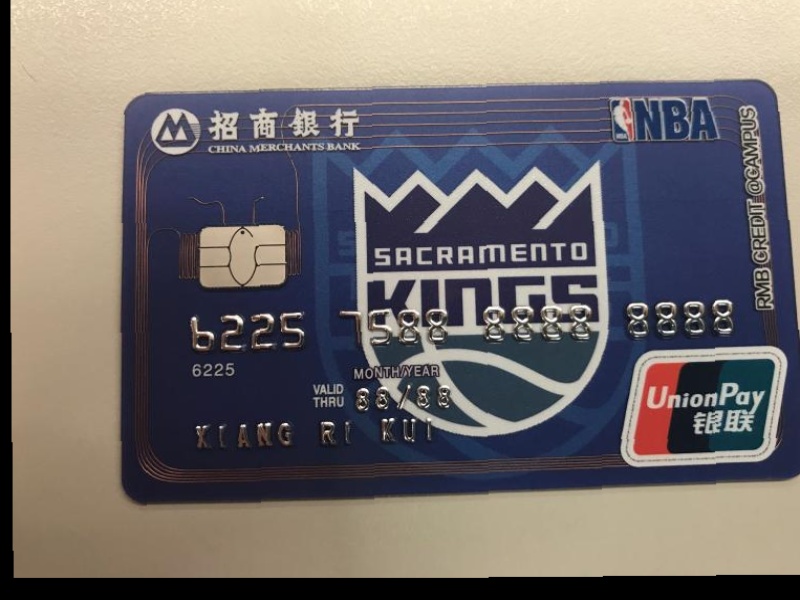 招商銀行
CHINA MERCHANTS BANK
NBA
RMB CREDIT @CAMPUS
SACRAMENTO
KINGS
6225 7588 8888 8888
6225
MONTH/YEAR
VALID THRU 88/88
XIANG RI KUI
UnionPay
银联